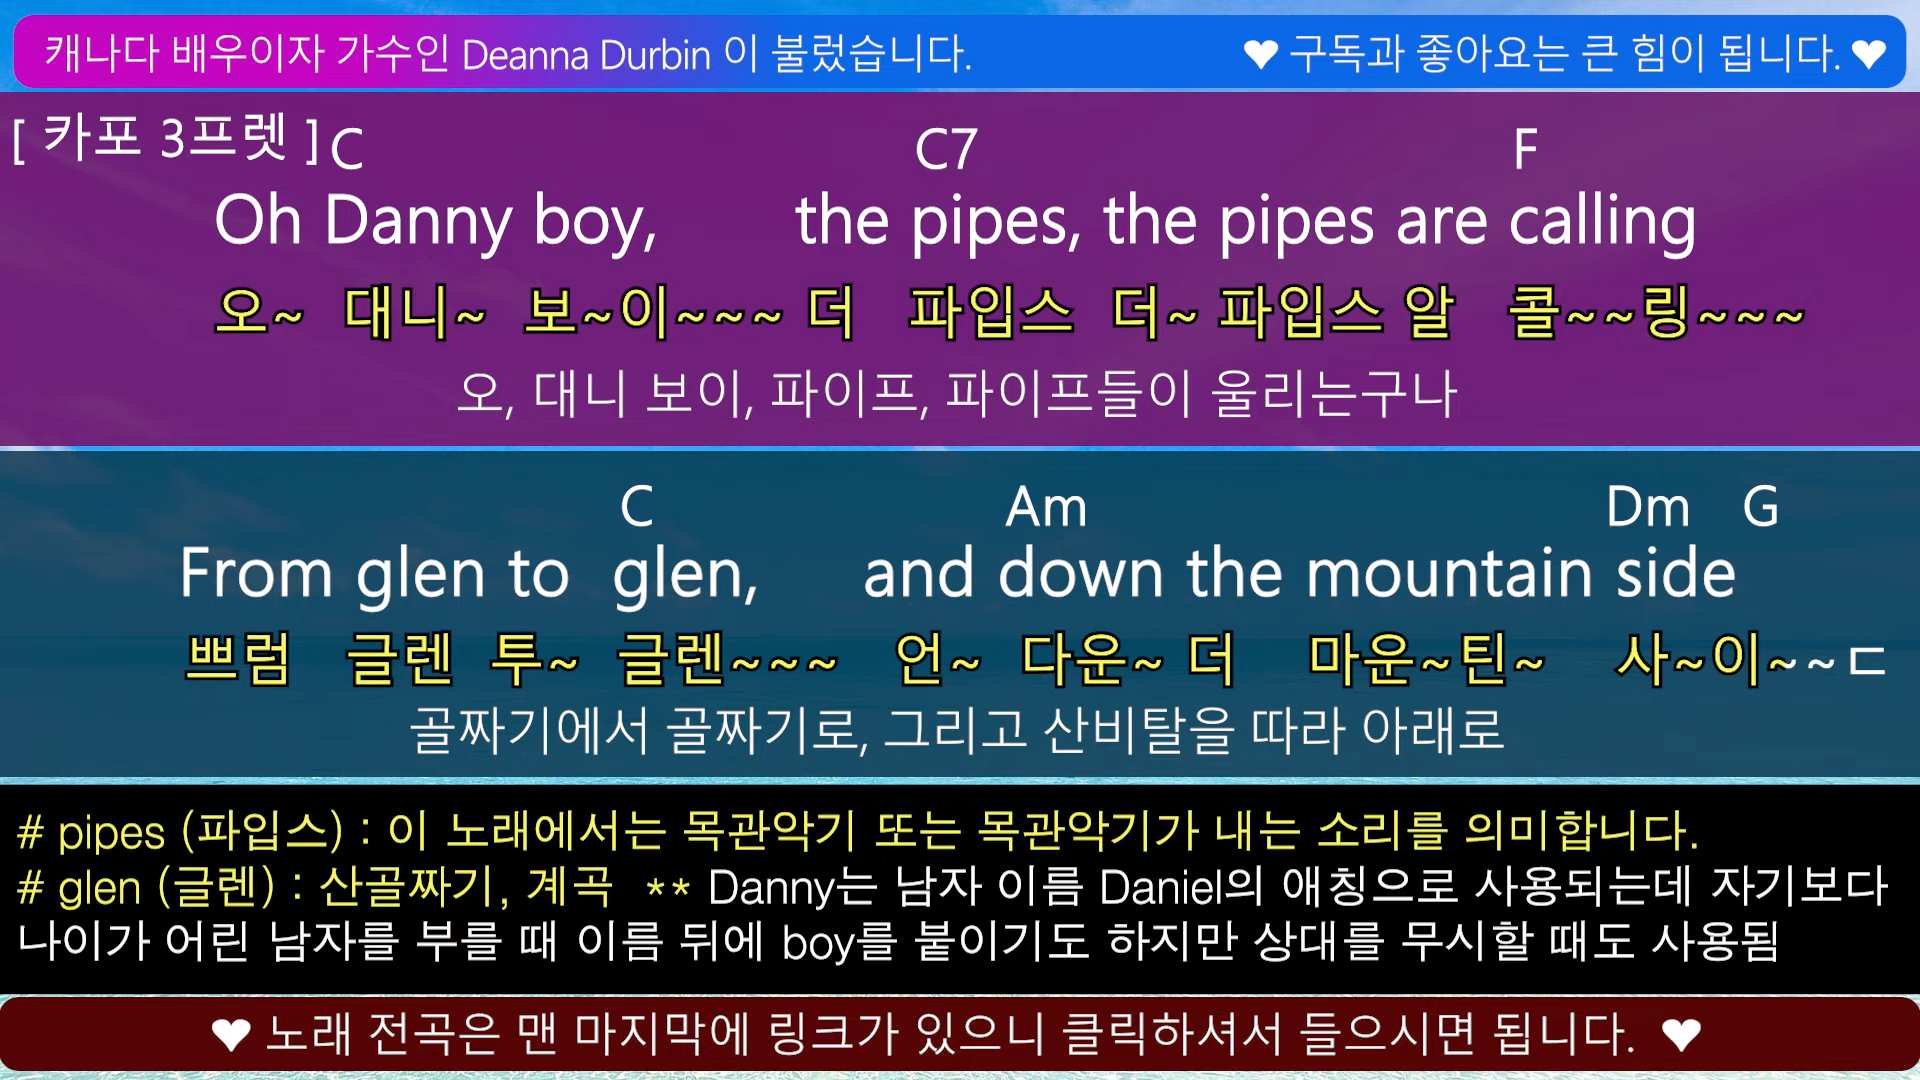 캐나다 배우이자 가수인 Deanna Durbin 이 불렀습니다.
♥ 구독과 좋아요는 큰 힘이 됩니다. ♥
[ 카포 3프렛 ] C C7 F
Oh Danny boy, the pipes, the pipes are calling
오~ 대니~ 보~이~~~ 더 파입스 더~ 파입스 알 콜~~링~~~
오, 대니 보이, 파이프, 파이프들이 울리는구나
C Am Dm G
From glen to glen, and down the mountain side
쁘럼 글렌 투~ 글렌~~~ 언~ 다운~ 더 마운~틴~ 사~이~~ㄷ
골짜기에서 골짜기로, 그리고 산비탈을 따라 아래로
# pipes (파입스) : 이 노래에서는 목관악기 또는 목관악기가 내는 소리를 의미합니다.
# glen (글렌) : 산골짜기, 계곡 ** Danny는 남자 이름 Daniel의 애칭으로 사용되는데 자기보다
나이가 어린 남자를 부를 때 이름 뒤에 boy를 붙이기도 하지만 상대를 무시할 때도 사용됨
♥ 노래 전곡은 맨 마지막에 링크가 있으니 클릭하셔서 들으시면 됩니다. ♥